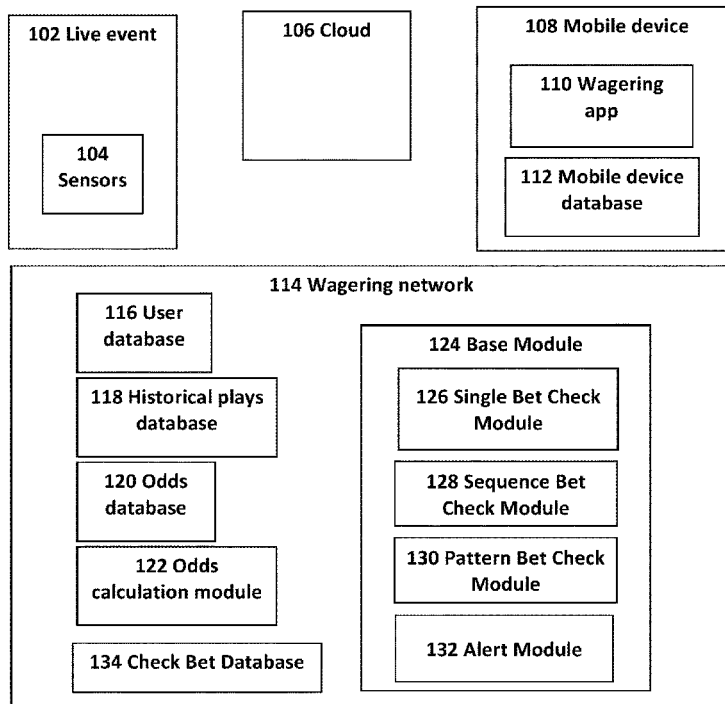 102 Live event
104
Sensors
106 Cloud
108 Mobile device
110 Wagering
app
112 Mobile device
database
114 Wagering network
116 User
database
118 Historical plays
database
120 Odds
database
122 Odds
calculation module
134 Check Bet Database
124 Base Module
126 Single Bet Check
Module
128 Sequence Bet
Check Module
130 Pattern Bet Check
Module
132 Alert Module